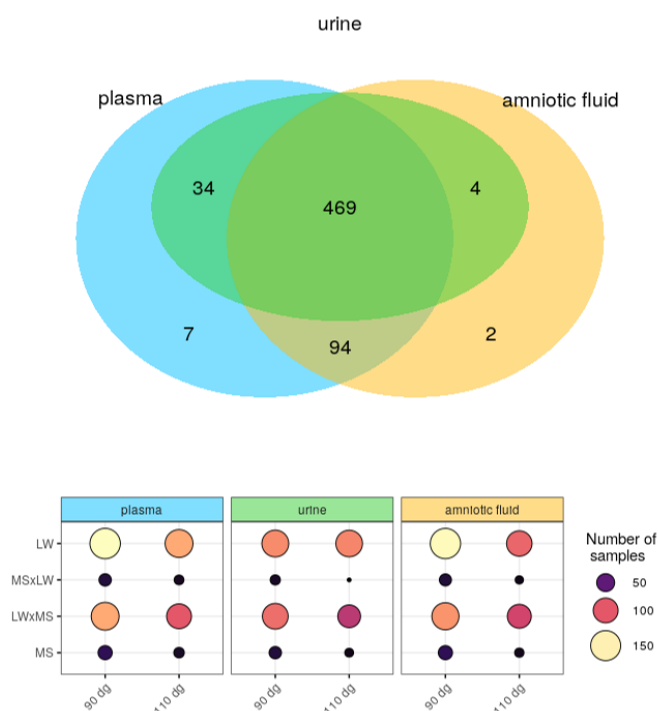 urine
plasma
amniotic fluid
34
469
4
7
94
2
plasma
urine
amniotic fluid
LW
MSxLW
LWxMS
MS
90 dg
110 dg
90 dg
110 dg
90 dg
110 dg
Number of
samples
50
100
150